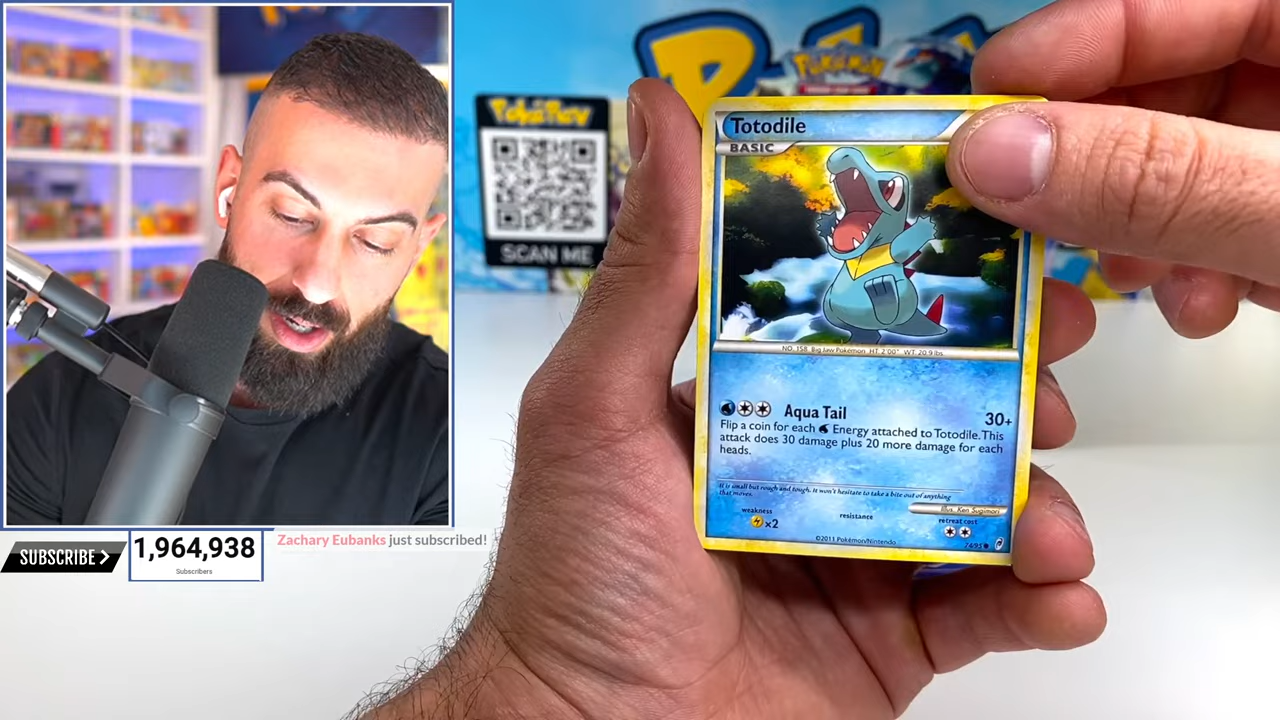 PokéRev
SCAN ME
POKéMON
Totodile
BASIC
NO. 158 Big Jaw Pokémon HT: 2'00" WT: 20.9 lbs.
Aqua Tail
30+
Flip a coin for each Energy attached to Totodile. This
attack does 30 damage plus 20 more damage for each
heads.
It is small but rough and tough. It won't hesitate to take a bite out of anything
that moves.
Illus. Ken Sugimori
weakness
resistance
retreat cost
x2
©2011 Pokémon/Nintendo
SUBSCRIBE
1,964,938
Subscribers
Zachary Eubanks just subscribed!